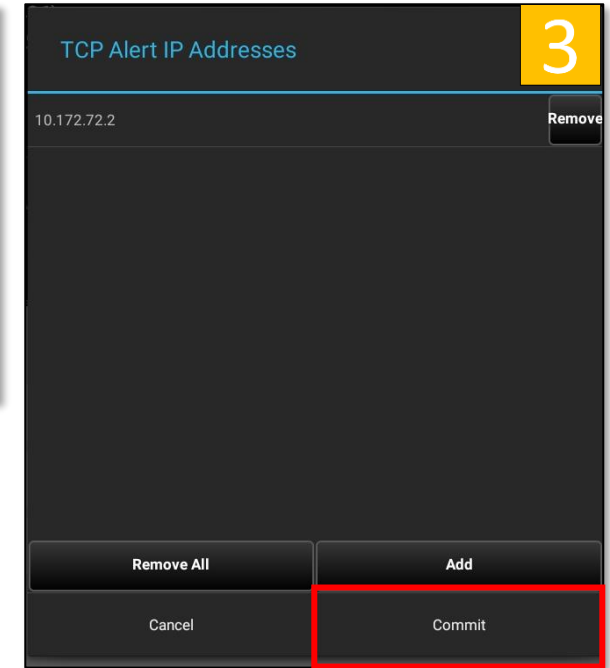 TCP Alert IP Addresses
3
10.172.72.2
Remove
Remove All
Add
Cancel
Commit